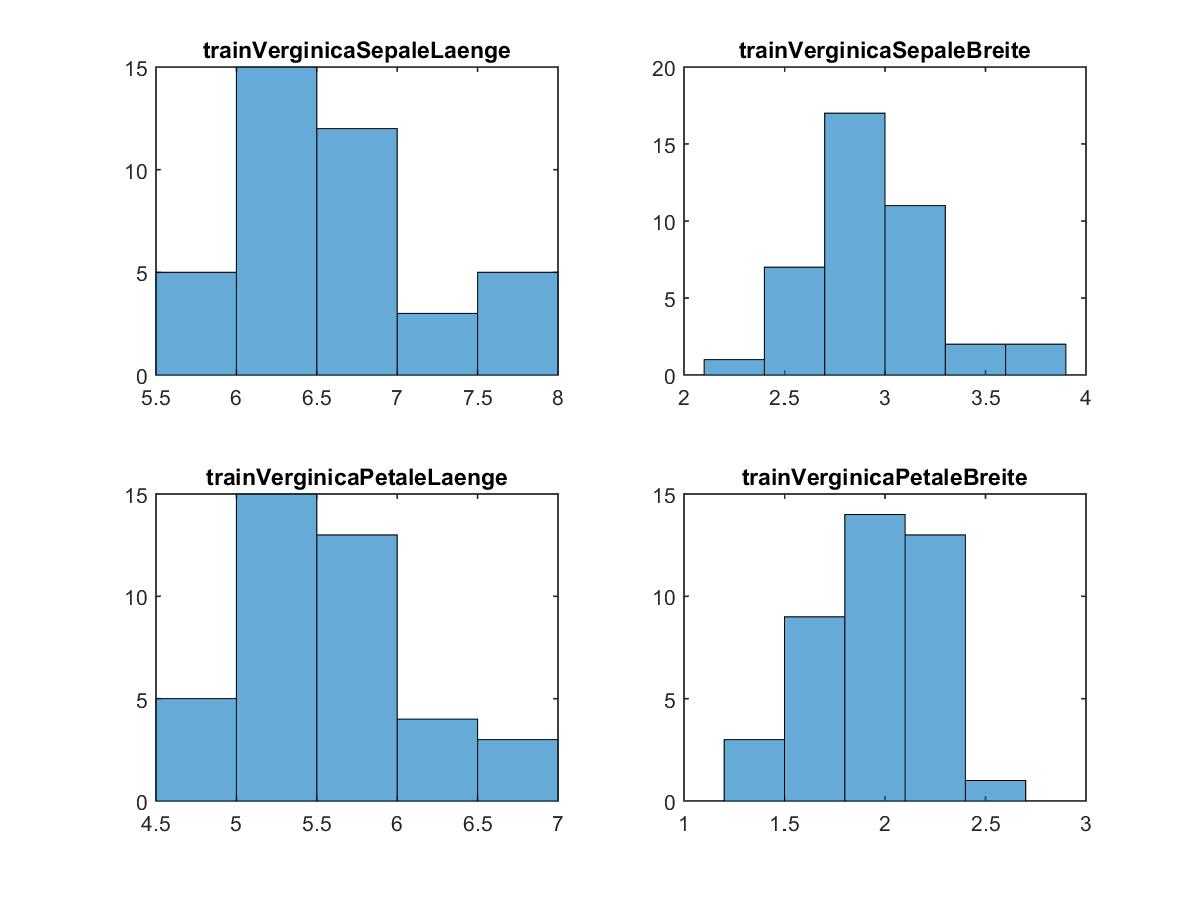 trainVerginicaSepaleLaenge
15
10
5
0
5.5 6 6.5 7 7.5 8
trainVerginicaSepaleBreite
20
15
10
5
0
2 2.5 3 3.5 4
trainVerginicaPetaleLaenge
15
10
5
0
4.5 5 5.5 6 6.5 7
trainVerginicaPetaleBreite
15
10
5
0
1 1.5 2 2.5 3